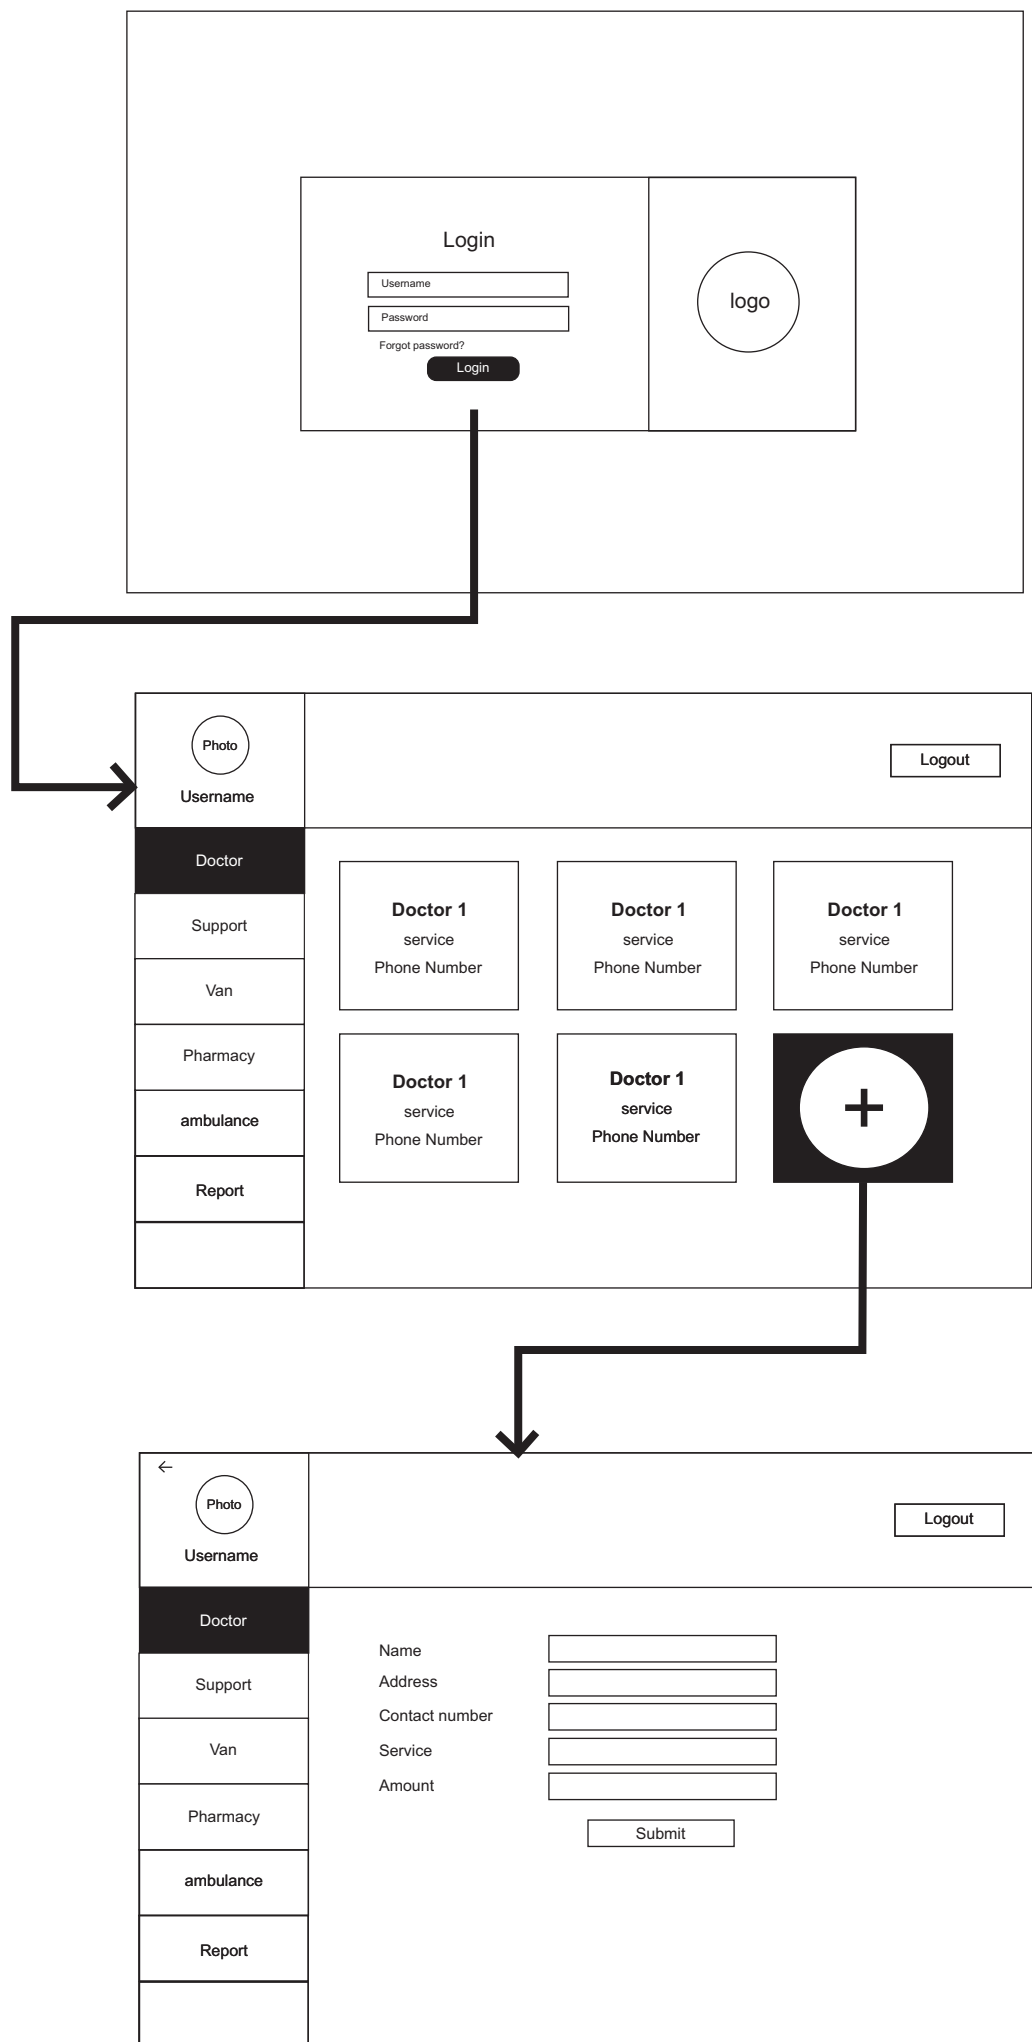 Login
Username
Password
Forgot password?
Login
logo
Photo
Username
Logout
Doctor
Support
Van
Pharmacy
ambulance
Report
Doctor 1
service
Phone Number
Doctor 1
service
Phone Number
Doctor 1
service
Phone Number
Doctor 1
service
Phone Number
Doctor 1
service
Phone Number
+
Photo
Username
Logout
Doctor
Support
Van
Pharmacy
ambulance
Report
Name
Address
Contact number
Service
Amount
Submit